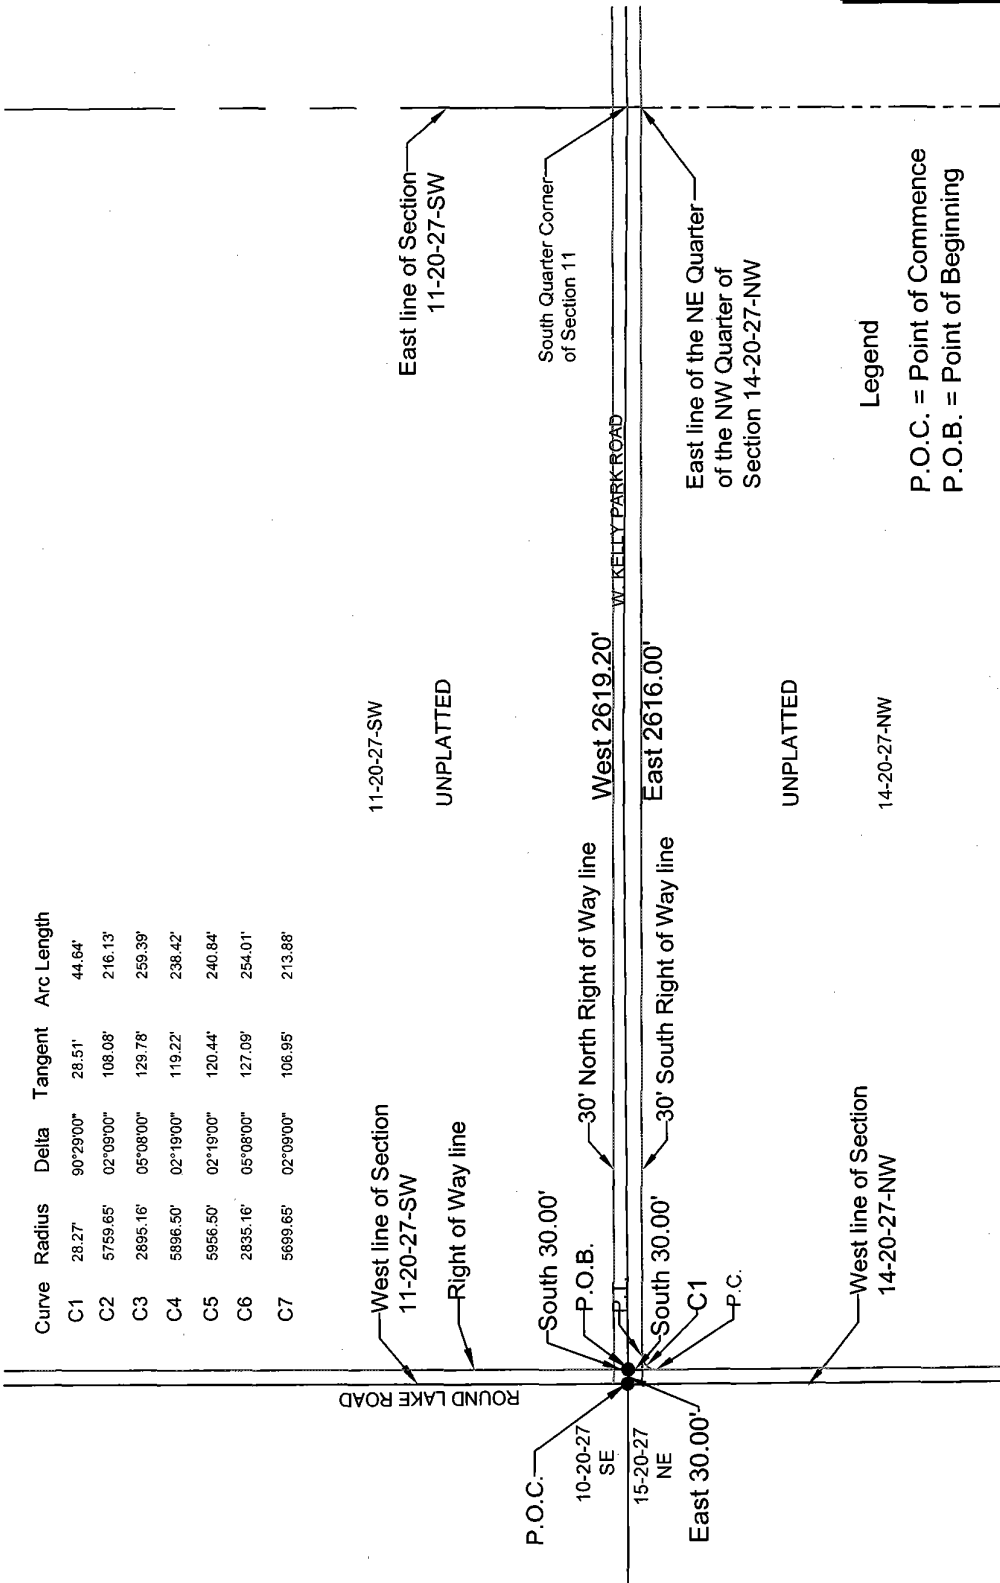 Curve Radius Delta Tangent Arc Length
C1 28.27' 90°29'00" 28.51' 44.64'
C2 5759.65' 02°09'00" 108.08' 216.13'
C3 2895.16' 05°08'00" 129.78' 259.39'
C4 5896.50' 02°19'00" 119.22' 238.42'
C5 5956.50' 02°19'00" 120.44' 240.84'
C6 2835.16' 05°08'00" 127.09' 254.01'
C7 5699.65' 02°09'00" 106.95' 213.88'
West line of Section
11-20-27-SW
Right of Way line
ROUND LAKE ROAD
11-20-27-SW
UNPLATTED
East line of Section
11-20-27-SW
South Quarter Corner
of Section 11
P.O.C.
10-20-27
SE
15-20-27
NE
East 30.00'
South 30.00'
P.O.B.
P.T.
South 30.00'
C1
P.C.
30' North Right of Way line
30' South Right of Way line
West 2619.20'
East 2616.00'
W. KELLY PARK ROAD
East line of the NE Quarter
of the NW Quarter of
Section 14-20-27-NW
West line of Section
14-20-27-NW
UNPLATTED
14-20-27-NW
Legend
P.O.C. = Point of Commence
P.O.B. = Point of Beginning